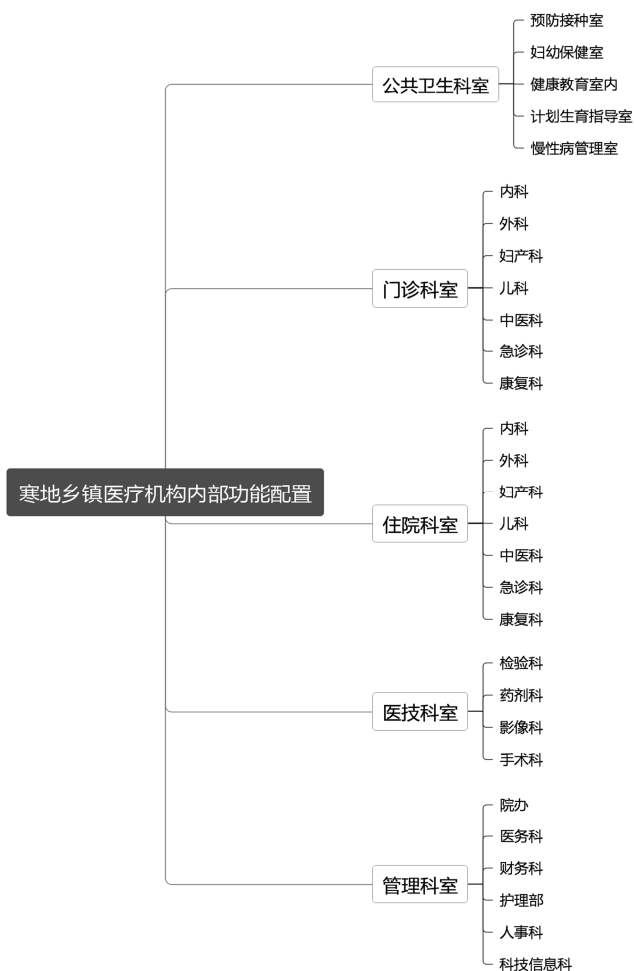 寒地乡镇医疗机构内部功能配置
公共卫生科室
预防接种室
妇幼保健室
健康教育室内
计划生育指导室
慢性病管理室
门诊科室
内科
外科
妇产科
儿科
中医科
急诊科
康复科
住院科室
内科
外科
妇产科
儿科
中医科
急诊科
康复科
医技科室
检验科
药剂科
影像科
手术科
管理科室
院办
医务科
财务科
护理部
人事科
科技信息科